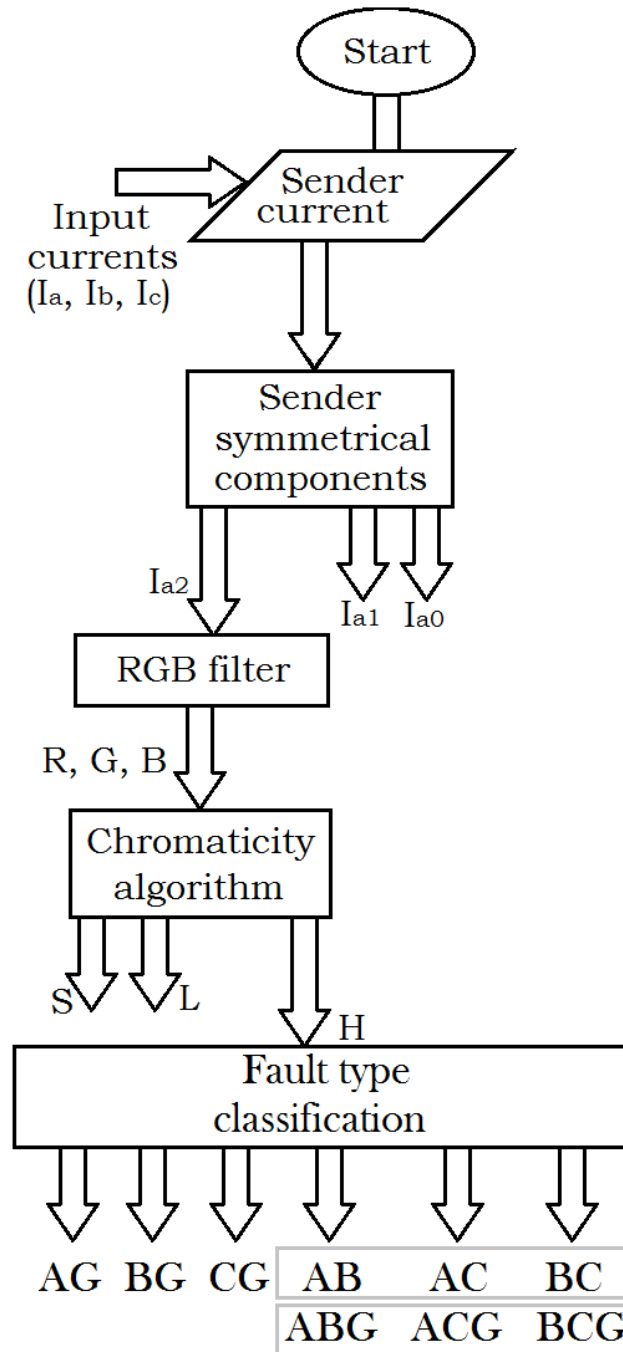 Start
Sender
current
Input
currents
(Ia, Ib, Ic)
Sender
symmetrical
components
Ia2
Ia1 Ia0
RGB filter
R, G, B
Chromaticity
algorithm
S L
H
Fault type
classification
AG BG CG AB AC BC
ABG ACG BCG